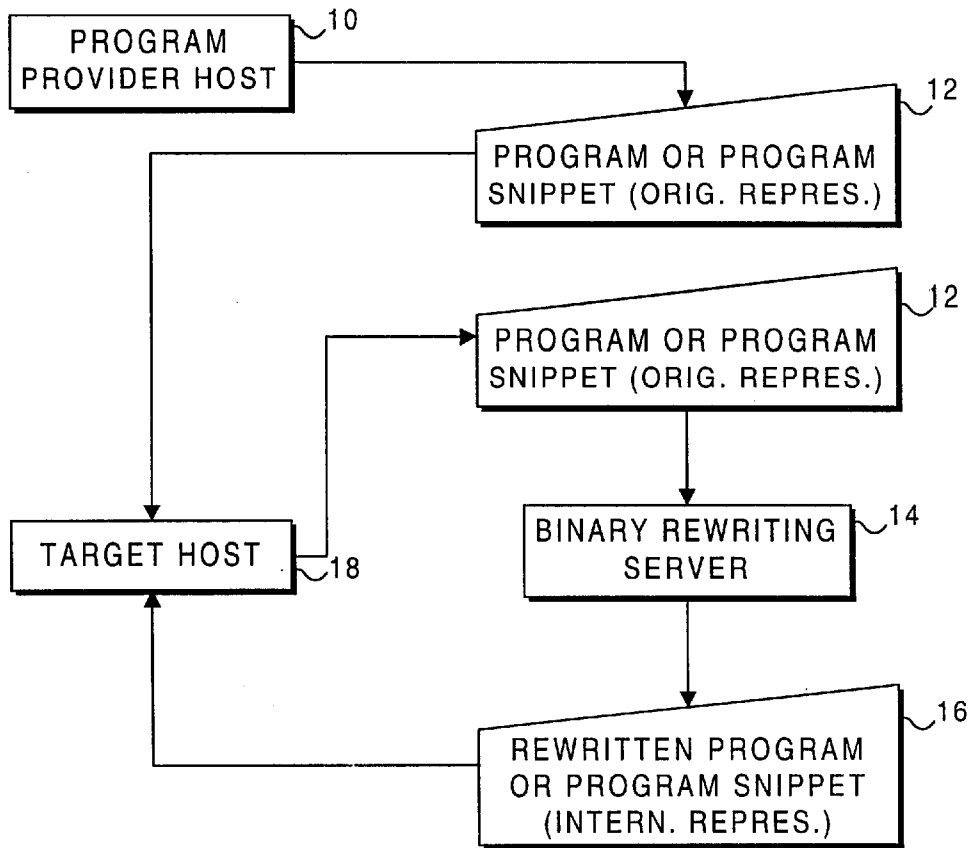 PROGRAM
PROVIDER HOST
10
12
PROGRAM OR PROGRAM
SNIPPET (ORIG. REPRES.)
12
PROGRAM OR PROGRAM
SNIPPET (ORIG. REPRES.)
TARGET HOST
18
BINARY REWRITING
SERVER
14
16
REWRITTEN PROGRAM
OR PROGRAM SNIPPET
(INTERN. REPRES.)